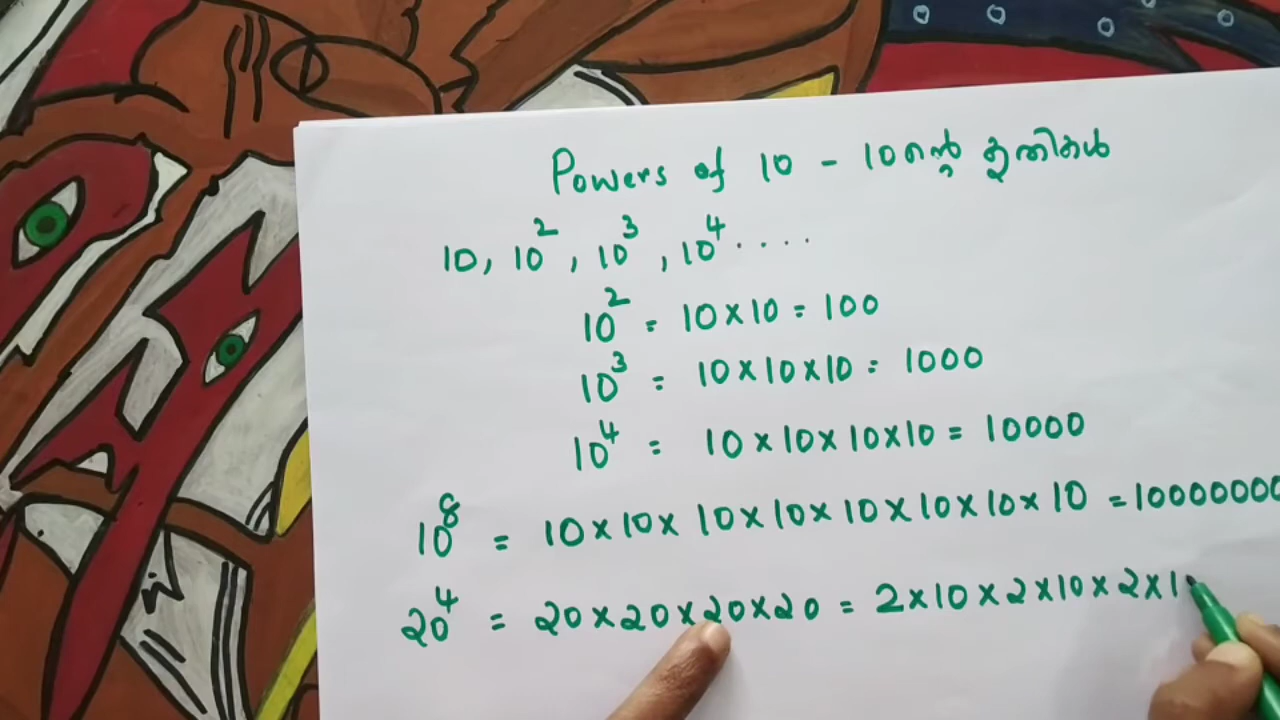 Powers of 10 - 10ന്റെ കൃതികൾ
10, 10², 10³, 10⁴ ....
10² = 10×10 = 100
10³ = 10×10×10 = 1000
10⁴ = 10×10×10×10 = 10000
10⁸ = 10×10×10×10×10×10×10×10 = 10000000
20⁴ = 20×20×20×20 = 2×10×2×10×2×1